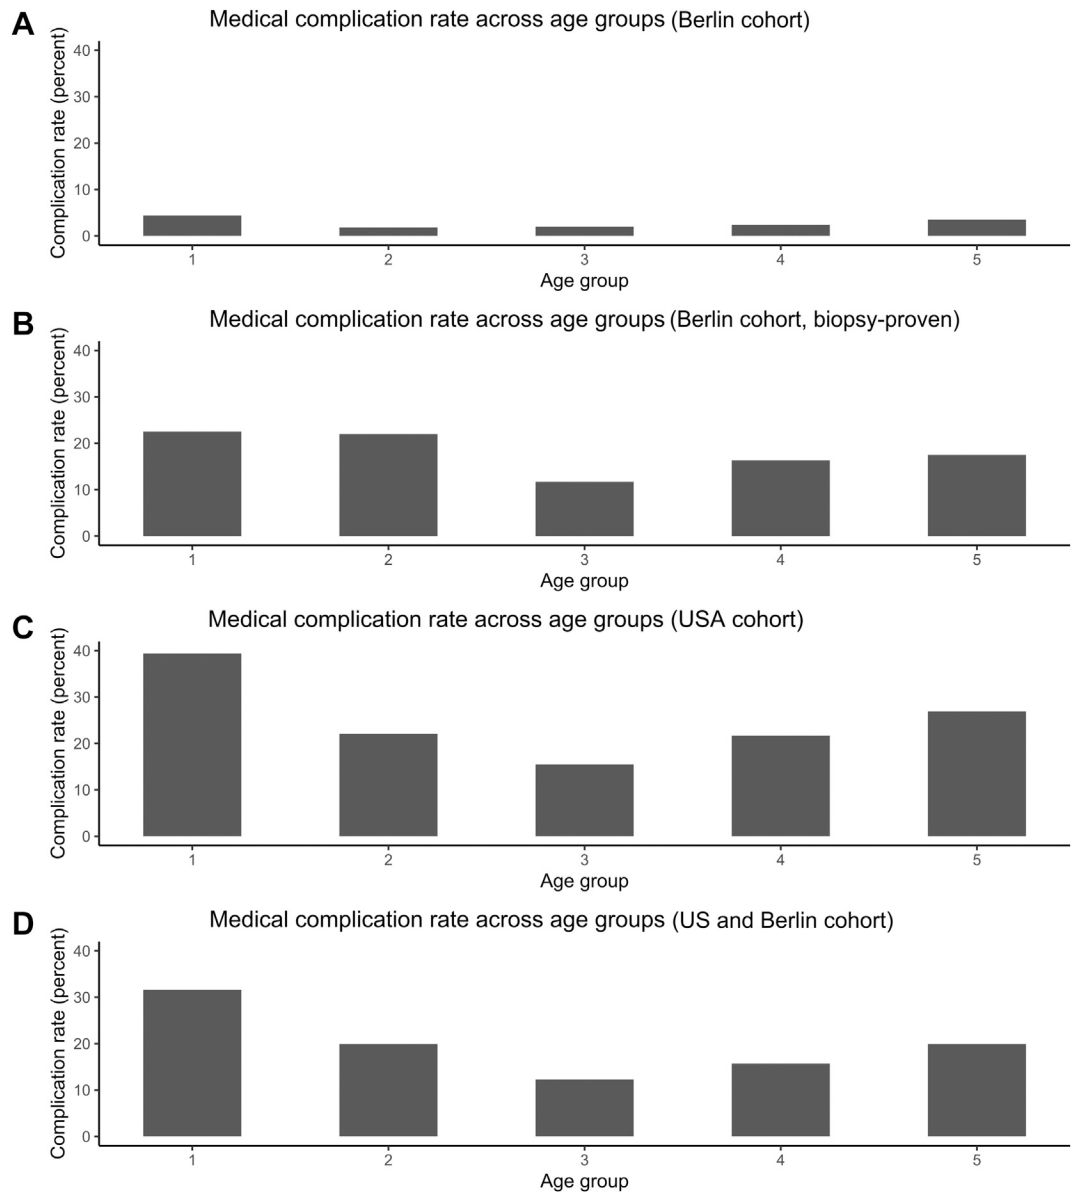 A
Medical complication rate across age groups (Berlin cohort)
Complication rate (percent)
40
30
20
10
0
1 2 3 4 5
Age group
B
Medical complication rate across age groups (Berlin cohort, biopsy-proven)
Complication rate (percent)
40
30
20
10
0
1 2 3 4 5
Age group
C
Medical complication rate across age groups (USA cohort)
Complication rate (percent)
40
30
20
10
0
1 2 3 4 5
Age group
D
Medical complication rate across age groups (US and Berlin cohort)
Complication rate (percent)
40
30
20
10
0
1 2 3 4 5
Age group